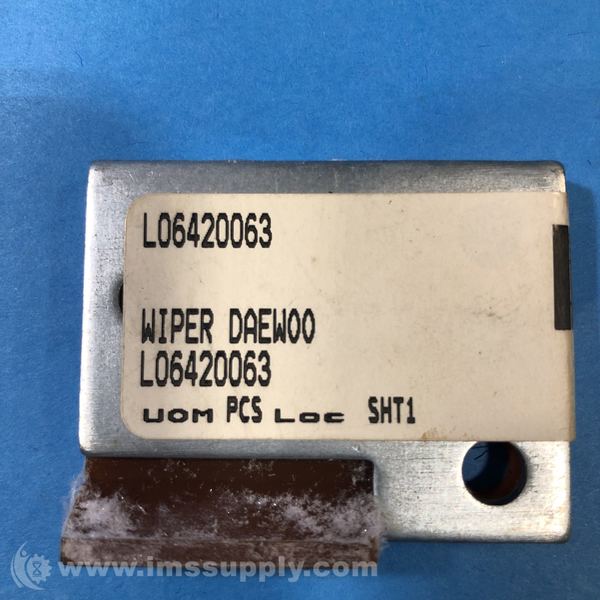 L06420063
WIPER DAEWOO
L06420063
UOM PCS Loc SHT1
www.imssupply.com